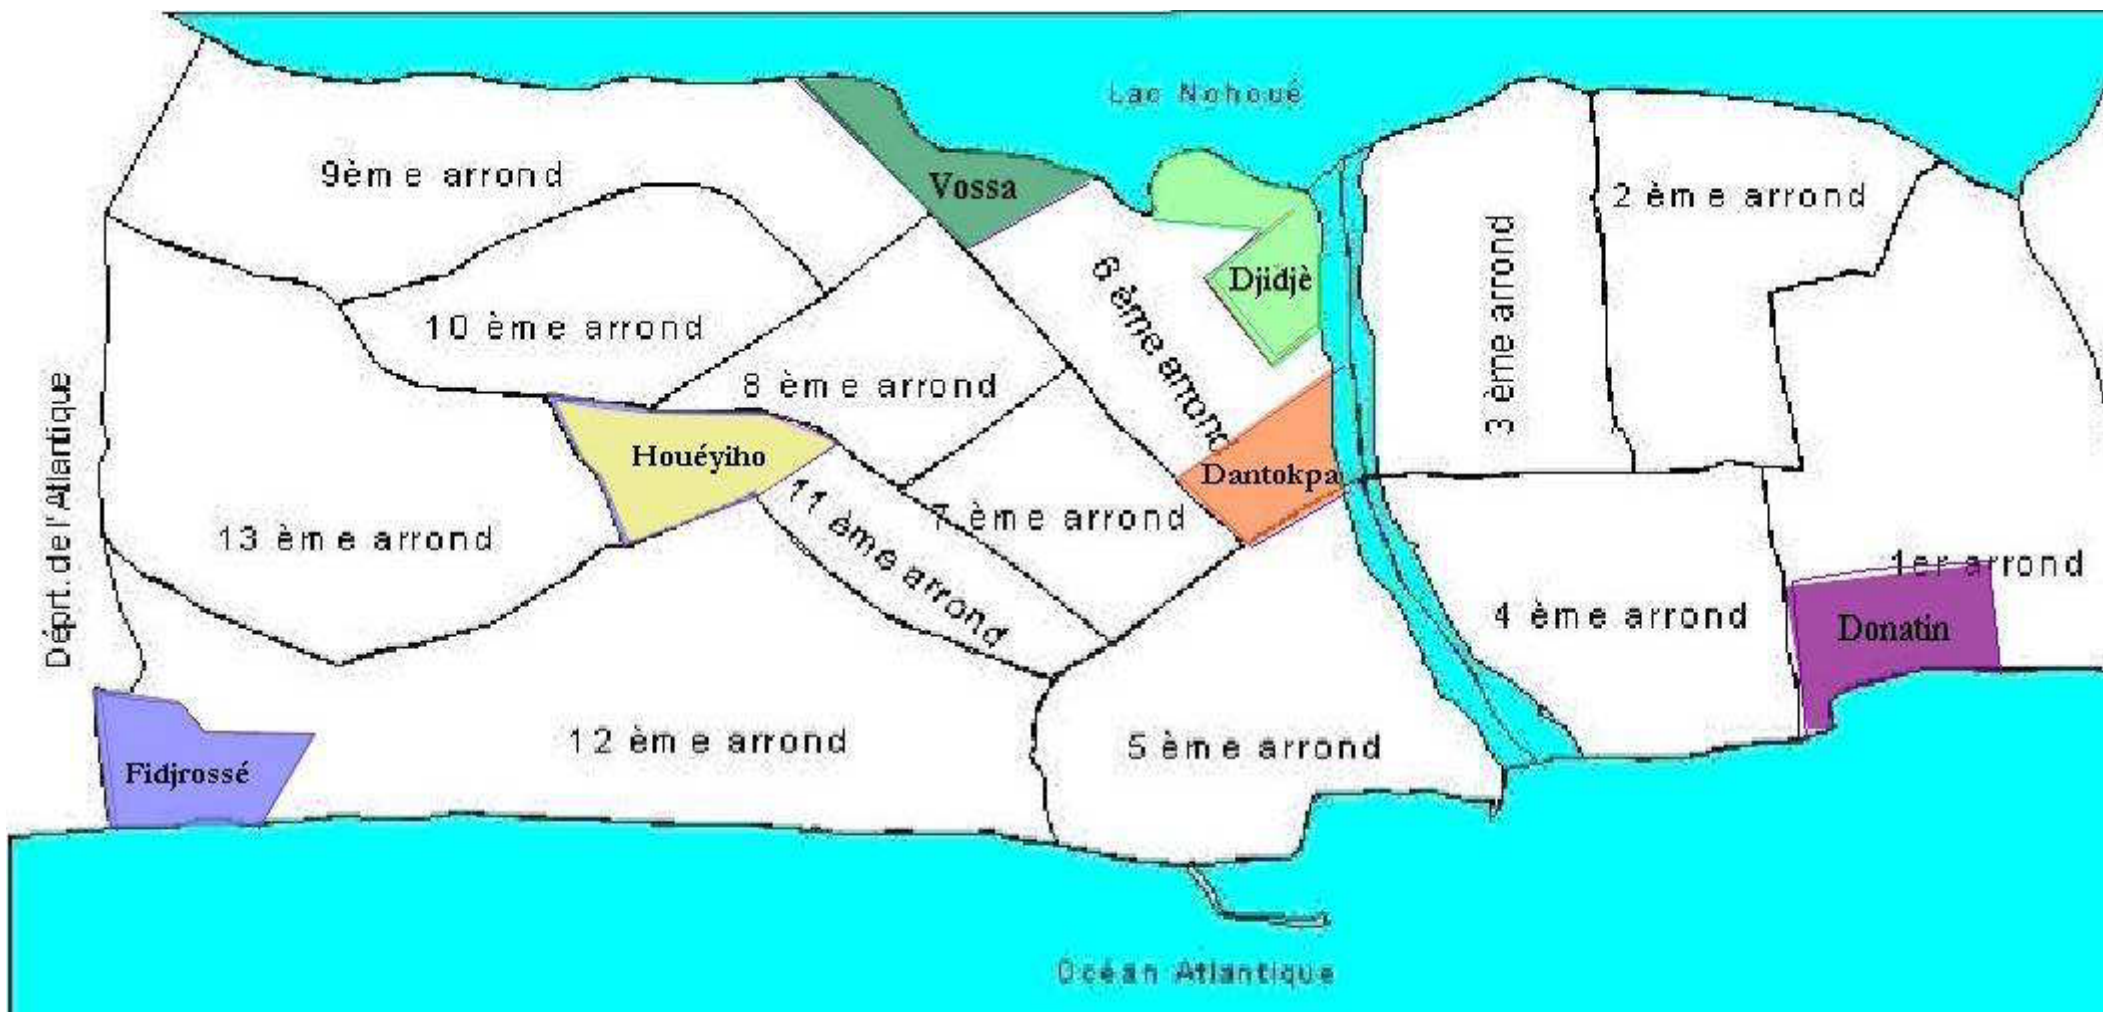 Lac Nohoué
9ème arrond
Vossa
2 ème arrond
6 ème arrond
Djidjè
3 ème arrond
10 ème arrond
8 ème arrond
Houéyiho
Dantokpa
Déprt. de l'Atlantique
13 ème arrond
11 ème arrond
7 ème arrond
1er arrond
4 ème arrond
Donatin
12 ème arrond
5 ème arrond
Fidjrossé
Océan Atlantique